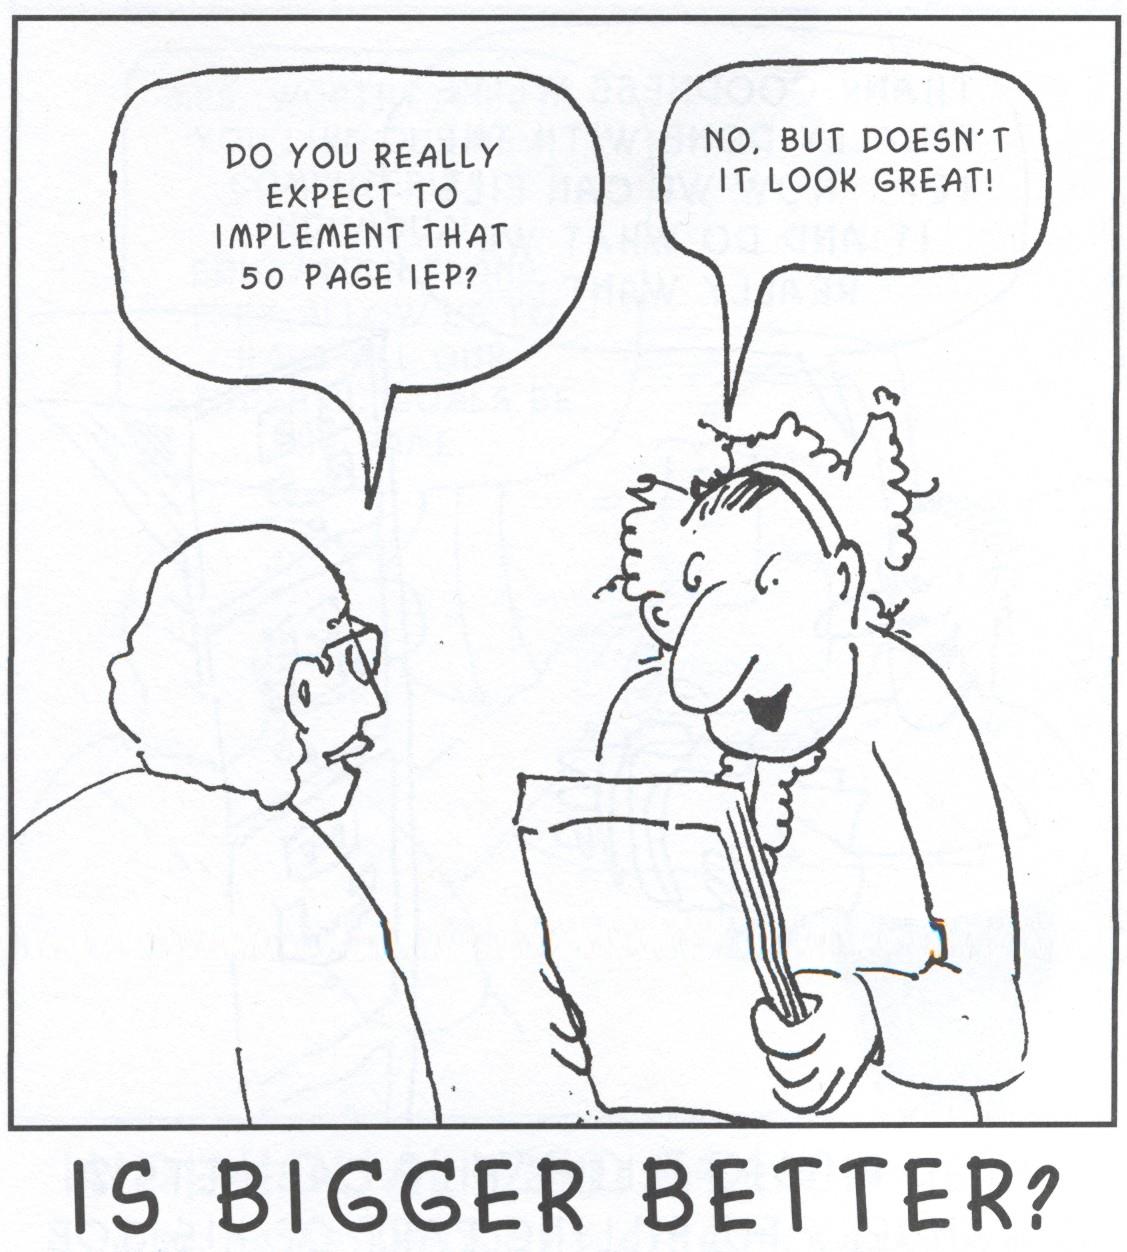 DO YOU REALLY
EXPECT TO
IMPLEMENT THAT
50 PAGE IEP?
NO, BUT DOESN'T
IT LOOK GREAT!
IS BIGGER BETTER?